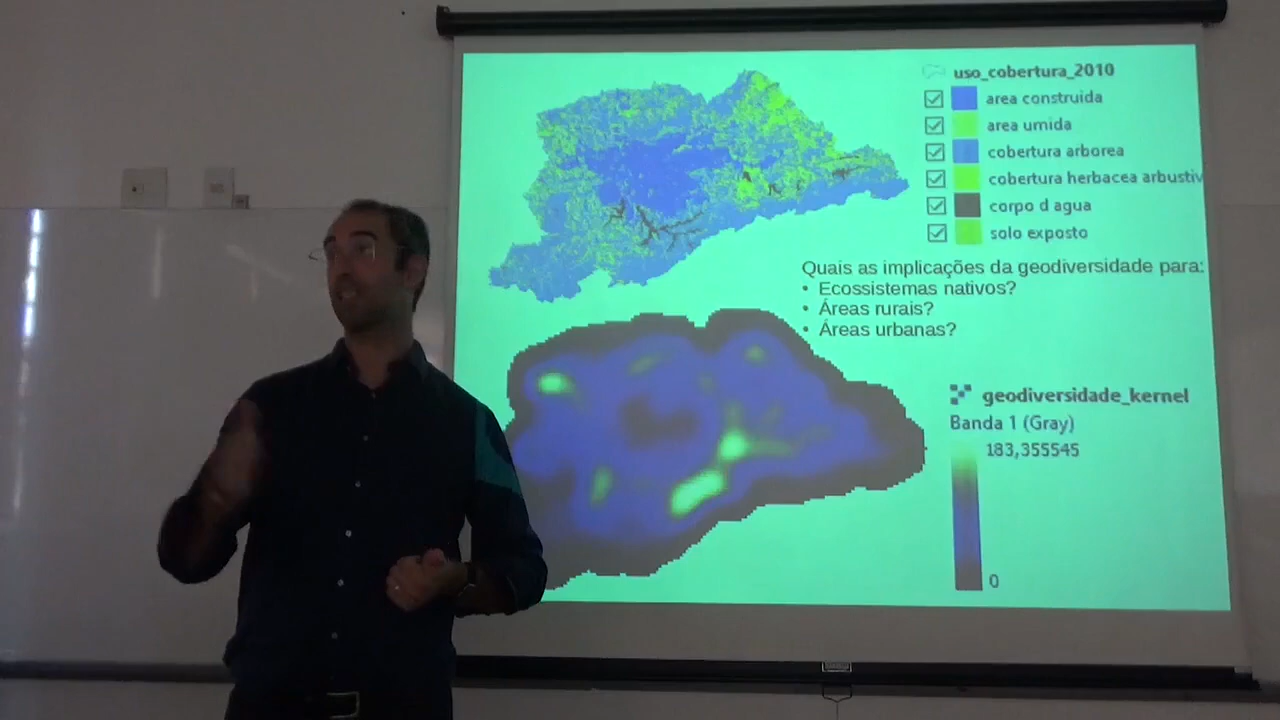 uso_cobertura_2010
area construida
area umida
cobertura arborea
cobertura herbacea arbustiv
corpo d agua
solo exposto
Quais as implicações da geodiversidade para:
• Ecossistemas nativos?
• Áreas rurais?
• Áreas urbanas?
geodiversidade_kernel
Banda 1 (Gray)
183,355545
0